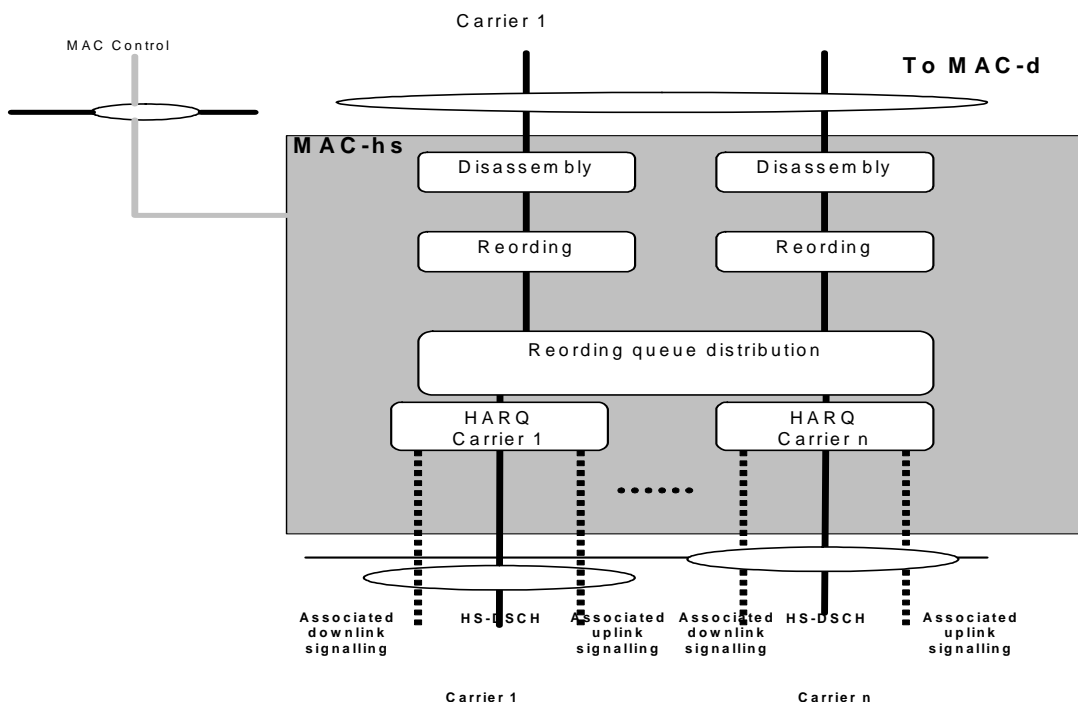 Carrier 1
MAC Control
To MAC-d
MAC-hs
Disassembly
Disassembly
Reording
Reording
Reording queue distribution
HARQ
Carrier 1
HARQ
Carrier n
Associated
downlink
signalling
HS-DSCH
Associated
uplink
signalling
Associated
downlink
signalling
HS-DSCH
Associated
uplink
signalling
Carrier 1
Carrier n